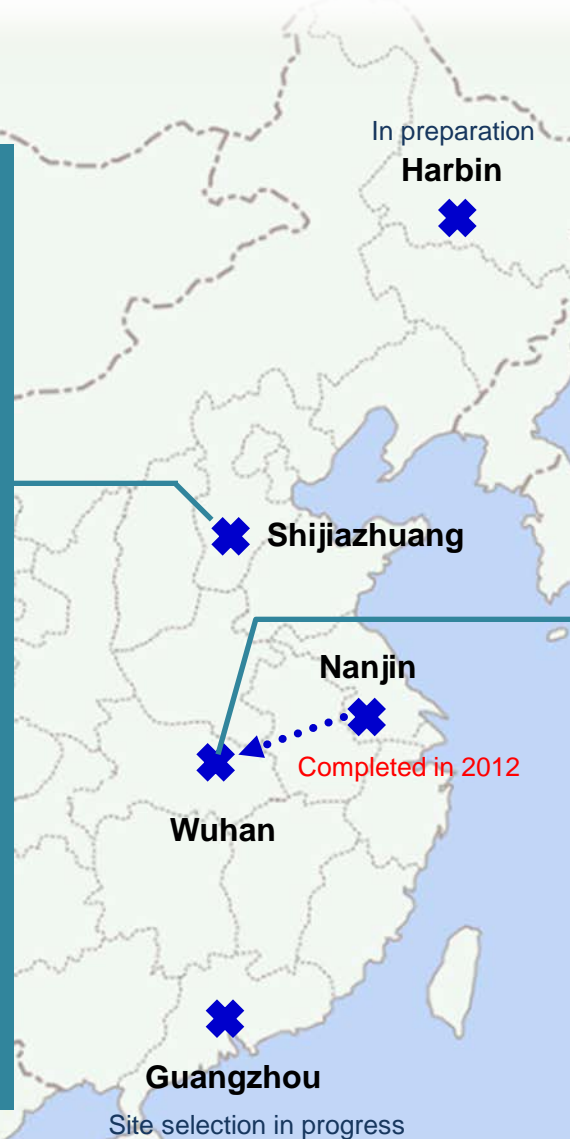 In preparation
Harbin
Shijiazhuang
Nanjin
Completed in 2012
Wuhan
Guangzhou
Site selection in progress